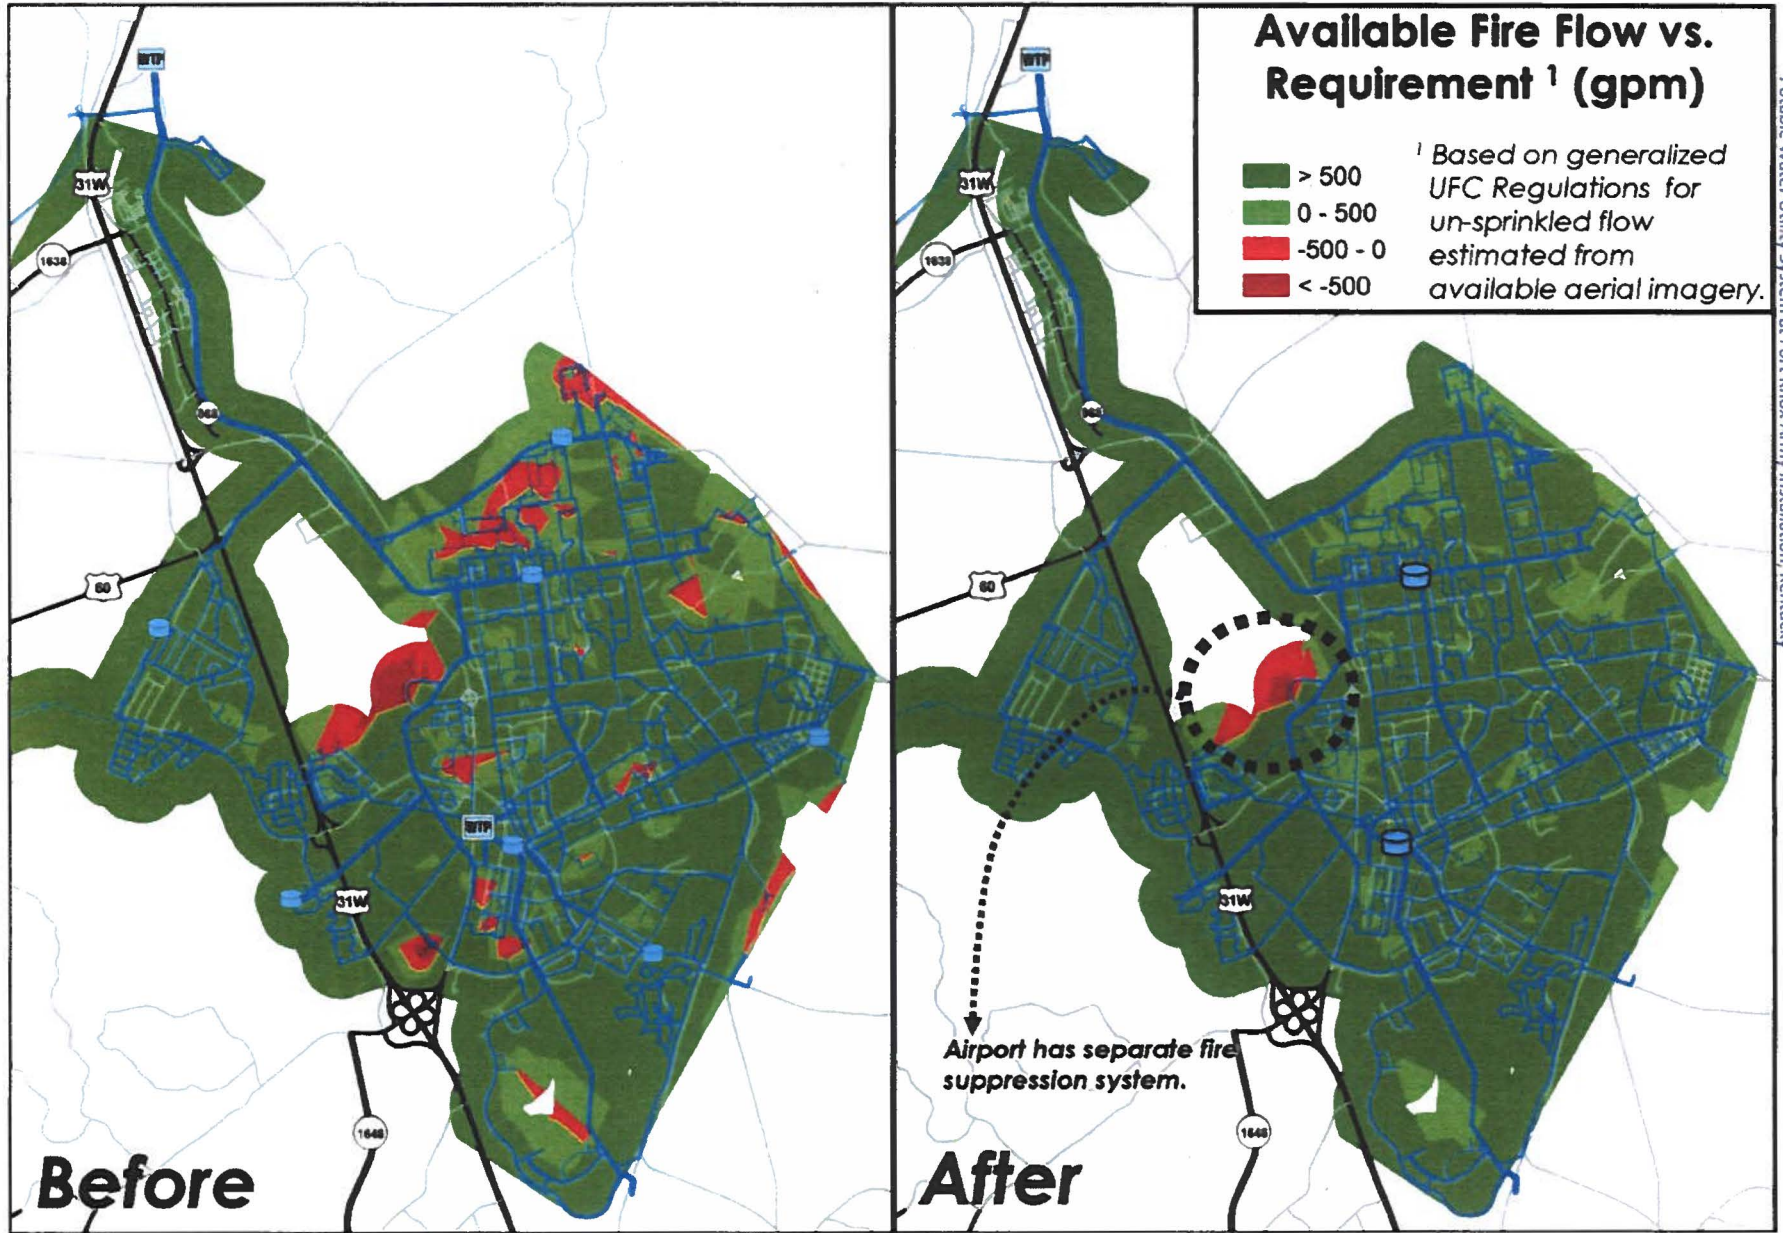 WTP
31W
1638
868
60
WTP
31W
1646
Before
WTP
31W
1638
868
60
31W
1646
Airport has separate fire
suppression system.
After
Available Fire Flow vs.
Requirement ¹ (gpm)
> 500
0 - 500
-500 - 0
< -500
¹ Based on generalized
UFC Regulations for
un-sprinkled flow
estimated from
available aerial imagery.